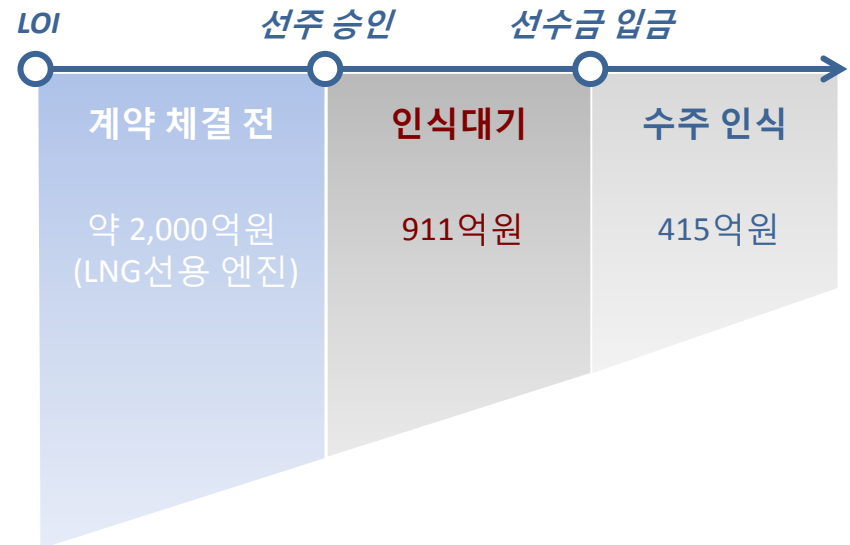 LOI
선주 승인
선수금 입금
계약 체결 전
인식대기
수주 인식
약 2,000억원
(LNG선용 엔진)
911억원
415억원